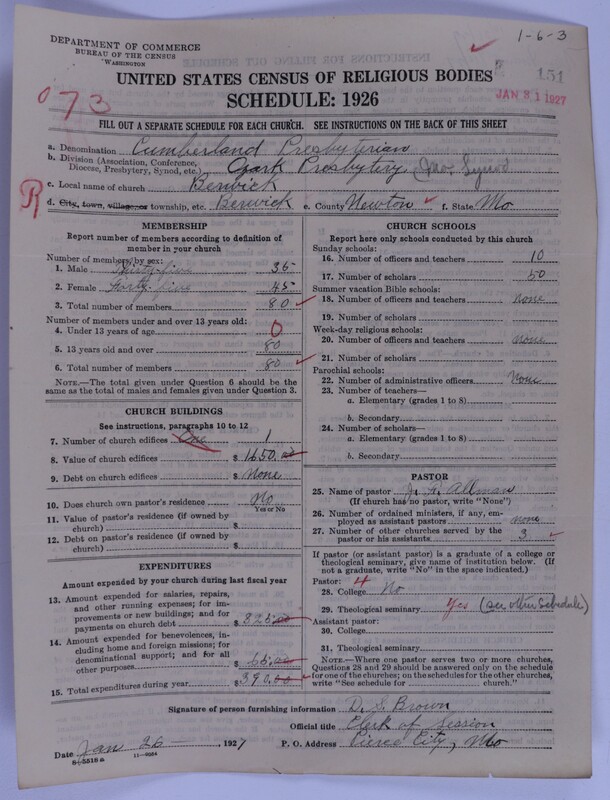 1-6-3
DEPARTMENT OF COMMERCE
BUREAU OF THE CENSUS
WASHINGTON
UNITED STATES CENSUS OF RELIGIOUS BODIES
151
JAN 31 1927
SCHEDULE: 1926
073
FILL OUT A SEPARATE SCHEDULE FOR EACH CHURCH. SEE INSTRUCTIONS ON THE BACK OF THIS SHEET
a. Denomination Cumberland Presbyterian
b. Division (Association, Conference, Diocese, Presbytery, Synod, etc.) Ozark Presbytery (Mo. Synod
R
c. Local name of church Berwick
d. City, town, village, or township, etc. Berwick e. County Newton f. State Mo
MEMBERSHIP
Report number of members according to definition of
member in your church
Number of members by sex:
1. Male Thirty-five 35
2. Female Forty-five 45
3. Total number of members 80
Number of members under and over 13 years old:
4. Under 13 years of age 0
5. 13 years old and over 80
6. Total number of members 80
NOTE.—The total given under Question 6 should be
same as the total of males and females given under Question 3.
CHURCH BUILDINGS
See instructions, paragraphs 10 to 12
7. Number of church edifices One 1
8. Value of church edifices $ 1650.00
9. Debt on church edifices $ None
10. Does church own pastor's residence No
Yes or No
11. Value of pastor's residence (if owned by
church) $
12. Debt on pastor's residence (if owned by
church) $
EXPENDITURES
Amount expended by your church during last fiscal year
13. Amount expended for salaries, repairs,
and other running expenses; for im-
provements or new buildings; and for
payments on church debt $ 325.00
14. Amount expended for benevolences, in-
cluding home and foreign missions; for
denominational support; and for all
other purposes $ 65.00
15. Total expenditures during year $ 390.00
CHURCH SCHOOLS
Report here only schools conducted by this church
Sunday schools:
16. Number of officers and teachers 10
17. Number of scholars 50
Summer vacation Bible schools:
18. Number of officers and teachers none
19. Number of scholars
Week-day religious schools:
20. Number of officers and teachers none
21. Number of scholars
Parochial schools:
22. Number of administrative officers None
23. Number of teachers—
a. Elementary (grades 1 to 8)
b. Secondary
24. Number of scholars—
a. Elementary (grades 1 to 8)
b. Secondary
PASTOR
25. Name of pastor J. R. Allman
(If church has no pastor, write "None")
26. Number of ordained ministers, if any, em-
ployed as assistant pastors none
27. Number of other churches served by the
pastor or his assistants 3
If pastor (or assistant pastor) is a graduate of a college or
theological seminary, give name of institution below. (If
not a graduate, write "No" in the space indicated.)
Pastor: 4
28. College No
29. Theological seminary Yes (see other Schedule)
Assistant pastor:
30. College
31. Theological seminary
NOTE.—Where one pastor serves two or more churches,
Questions 28 and 29 should be answered only on the schedule
for one of the churches; on the schedules for the other churches,
write "See schedule for church."
Signature of person furnishing information D. S. Brown
Official title Clerk of Session
Date Jan 26, 1927 P. O. Address Pierce City, Mo
8-5518 a 11-9084